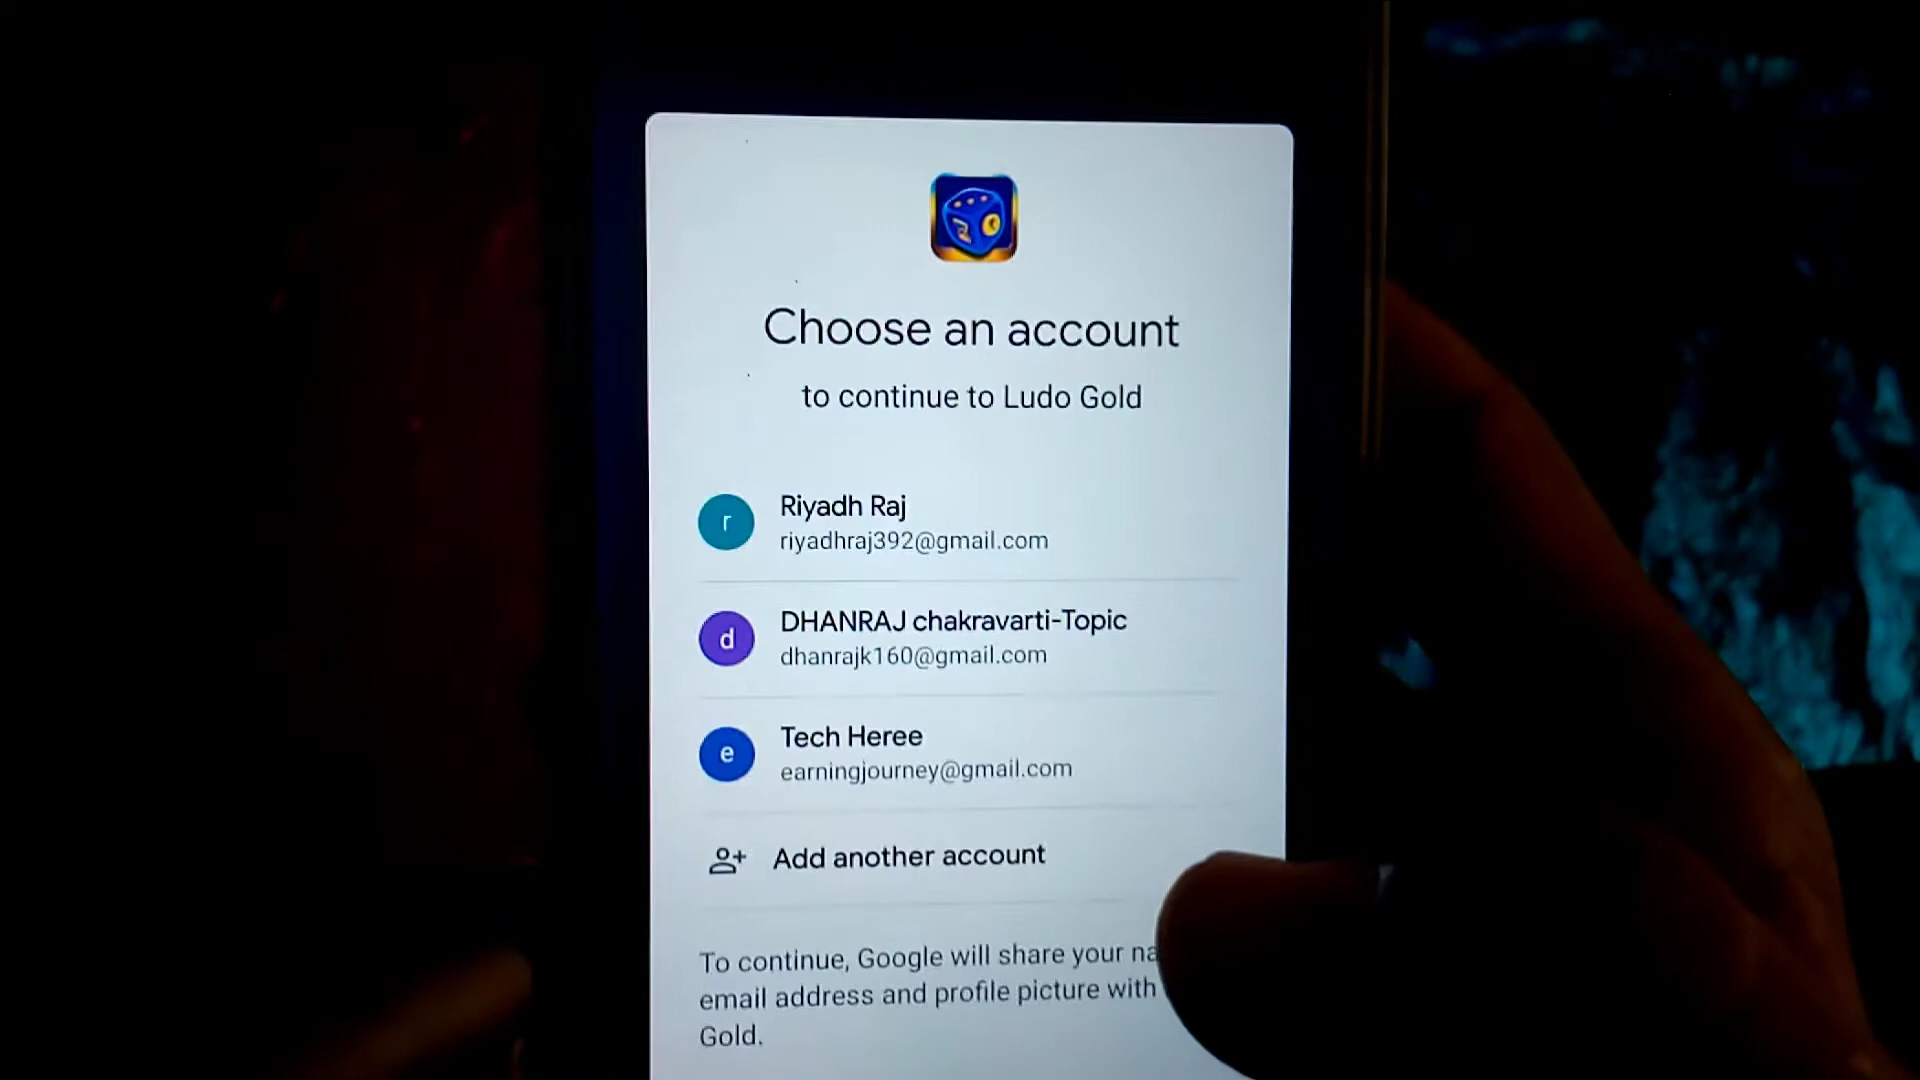 Choose an account
to continue to Ludo Gold
r
Riyadh Raj
riyadhraj392@gmail.com
d
DHANRAJ chakravarti-Topic
dhanrajk160@gmail.com
e
Tech Heree
earningjourney@gmail.com
Add another account
To continue, Google will share your na
email address and profile picture with
Gold.